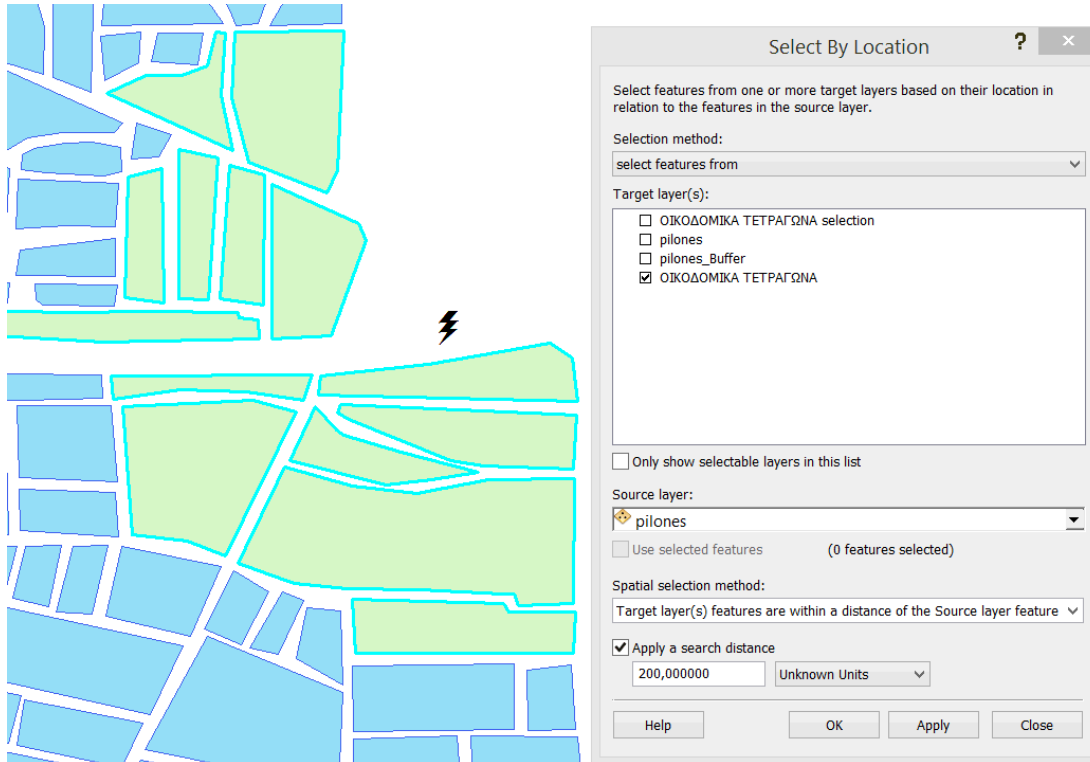 Select By Location
?
×
Select features from one or more target layers based on their location in
relation to the features in the source layer.
Selection method:
select features from
Target layer(s):
ΟΙΚΟΔΟΜΙΚΑ ΤΕΤΡΑΓΩΝΑ selection
pilones
pilones_Buffer
ΟΙΚΟΔΟΜΙΚΑ ΤΕΤΡΑΓΩΝΑ
Only show selectable layers in this list
Source layer:
pilones
Use selected features (0 features selected)
Spatial selection method:
Target layer(s) features are within a distance of the Source layer feature
Apply a search distance
200,000000 Unknown Units
Help OK Apply Close